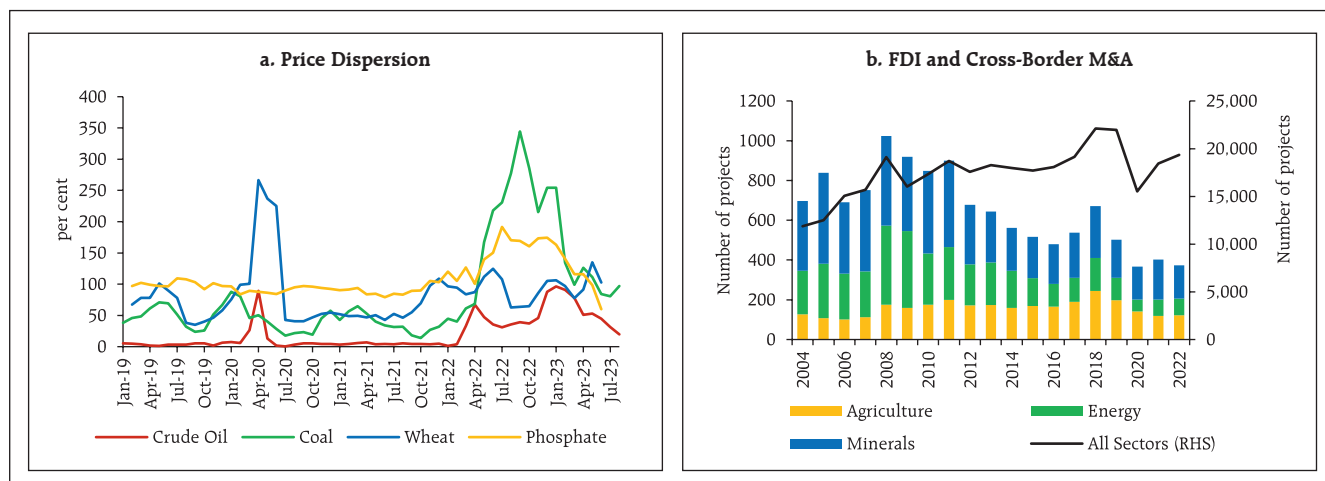 a. Price Dispersion
per cent
400
350
300
250
200
150
100
50
0
Jan-19
Apr-19
Jul-19
Oct-19
Jan-20
Apr-20
Jul-20
Oct-20
Jan-21
Apr-21
Jul-21
Oct-21
Jan-22
Apr-22
Jul-22
Oct-22
Jan-23
Apr-23
Jul-23
Crude Oil Coal Wheat Phosphate
b. FDI and Cross-Border M&A
Number of projects
1200
1000
800
600
400
200
0
25,000
20,000
15,000
10,000
5,000
0
Number of projects
2004
2006
2008
2010
2012
2014
2016
2018
2020
2022
Agriculture Energy
Minerals All Sectors (RHS)